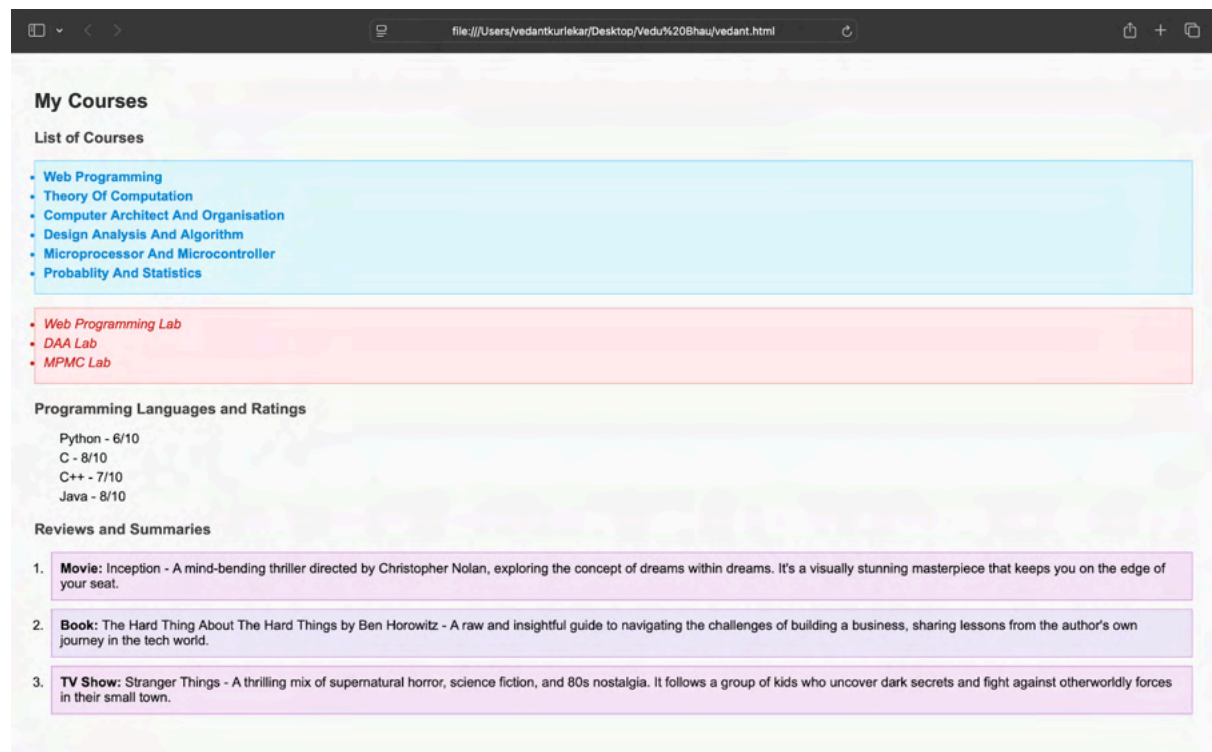 file:///Users/vedantkurlekar/Desktop/Vedu%20Bhau/vedant.html
My Courses
List of Courses
• Web Programming
• Theory Of Computation
• Computer Architect And Organisation
• Design Analysis And Algorithm
• Microprocessor And Microcontroller
• Probablity And Statistics
• Web Programming Lab
• DAA Lab
• MPMC Lab
Programming Languages and Ratings
Python - 6/10
C - 8/10
C++ - 7/10
Java - 8/10
Reviews and Summaries
1. Movie: Inception - A mind-bending thriller directed by Christopher Nolan, exploring the concept of dreams within dreams. It's a visually stunning masterpiece that keeps you on the edge of
your seat.
2. Book: The Hard Thing About The Hard Things by Ben Horowitz - A raw and insightful guide to navigating the challenges of building a business, sharing lessons from the author's own
journey in the tech world.
3. TV Show: Stranger Things - A thrilling mix of supernatural horror, science fiction, and 80s nostalgia. It follows a group of kids who uncover dark secrets and fight against otherworldly forces
in their small town.